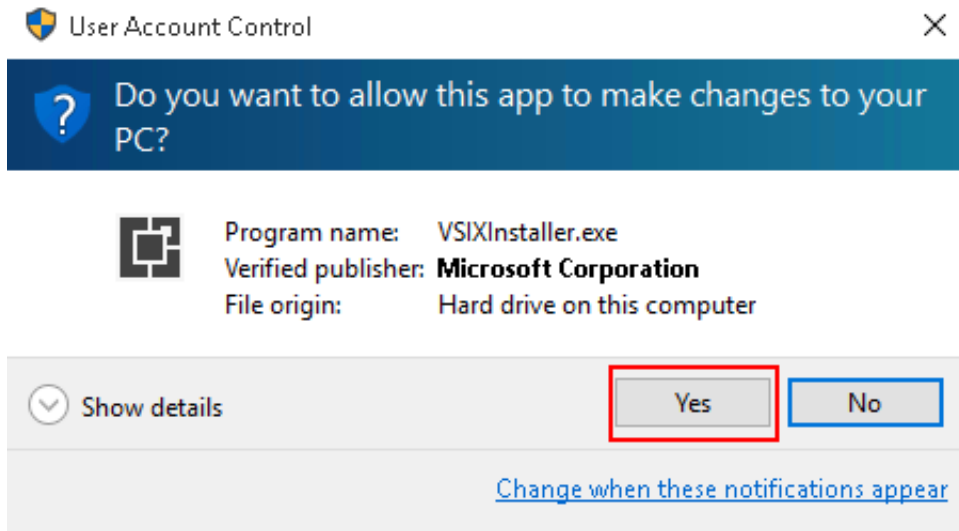 User Account Control
Do you want to allow this app to make changes to your
PC?
Program name: VSIXInstaller.exe
Verified publisher: Microsoft Corporation
File origin: Hard drive on this computer
Show details
Yes
No
Change when these notifications appear